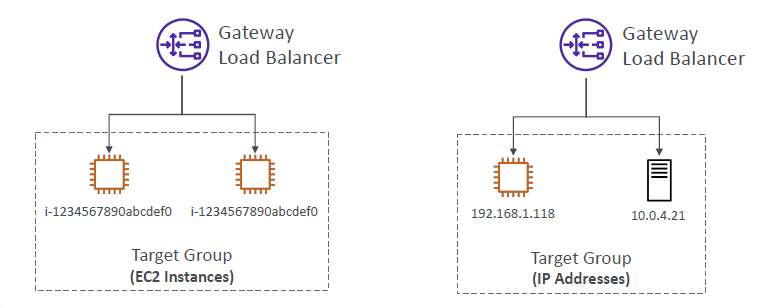 Gateway
Load Balancer
i-1234567890abcdef0
i-1234567890abcdef0
Target Group
(EC2 Instances)
Gateway
Load Balancer
192.168.1.118
10.0.4.21
Target Group
(IP Addresses)